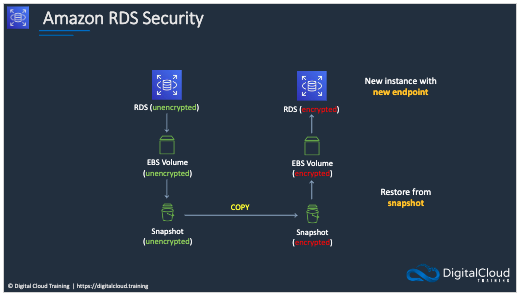 Amazon RDS Security
New instance with
new endpoint
RDS (unencrypted)
RDS (encrypted)
EBS Volume
(unencrypted)
EBS Volume
(encrypted)
Restore from
snapshot
COPY
Snapshot
(unencrypted)
Snapshot
(encrypted)
© Digital Cloud Training | https://digitalcloud.training
DigitalCloud
TRAINING